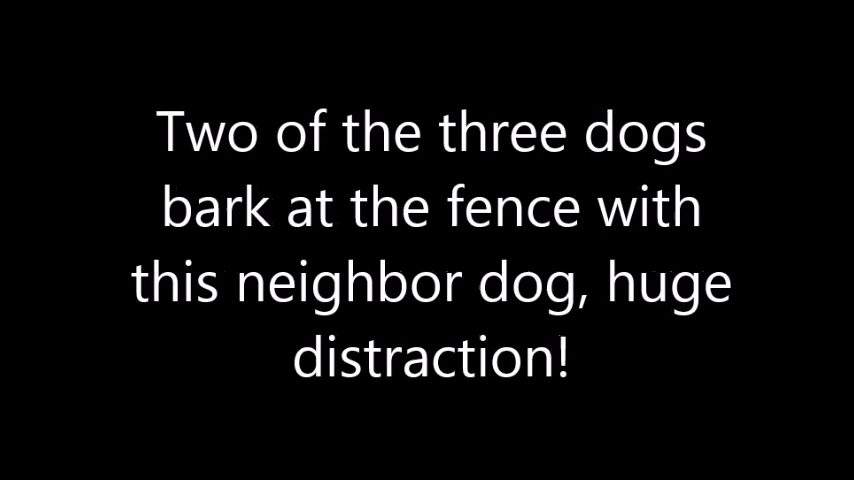 Two of the three dogs
bark at the fence with
this neighbor dog, huge
distraction!